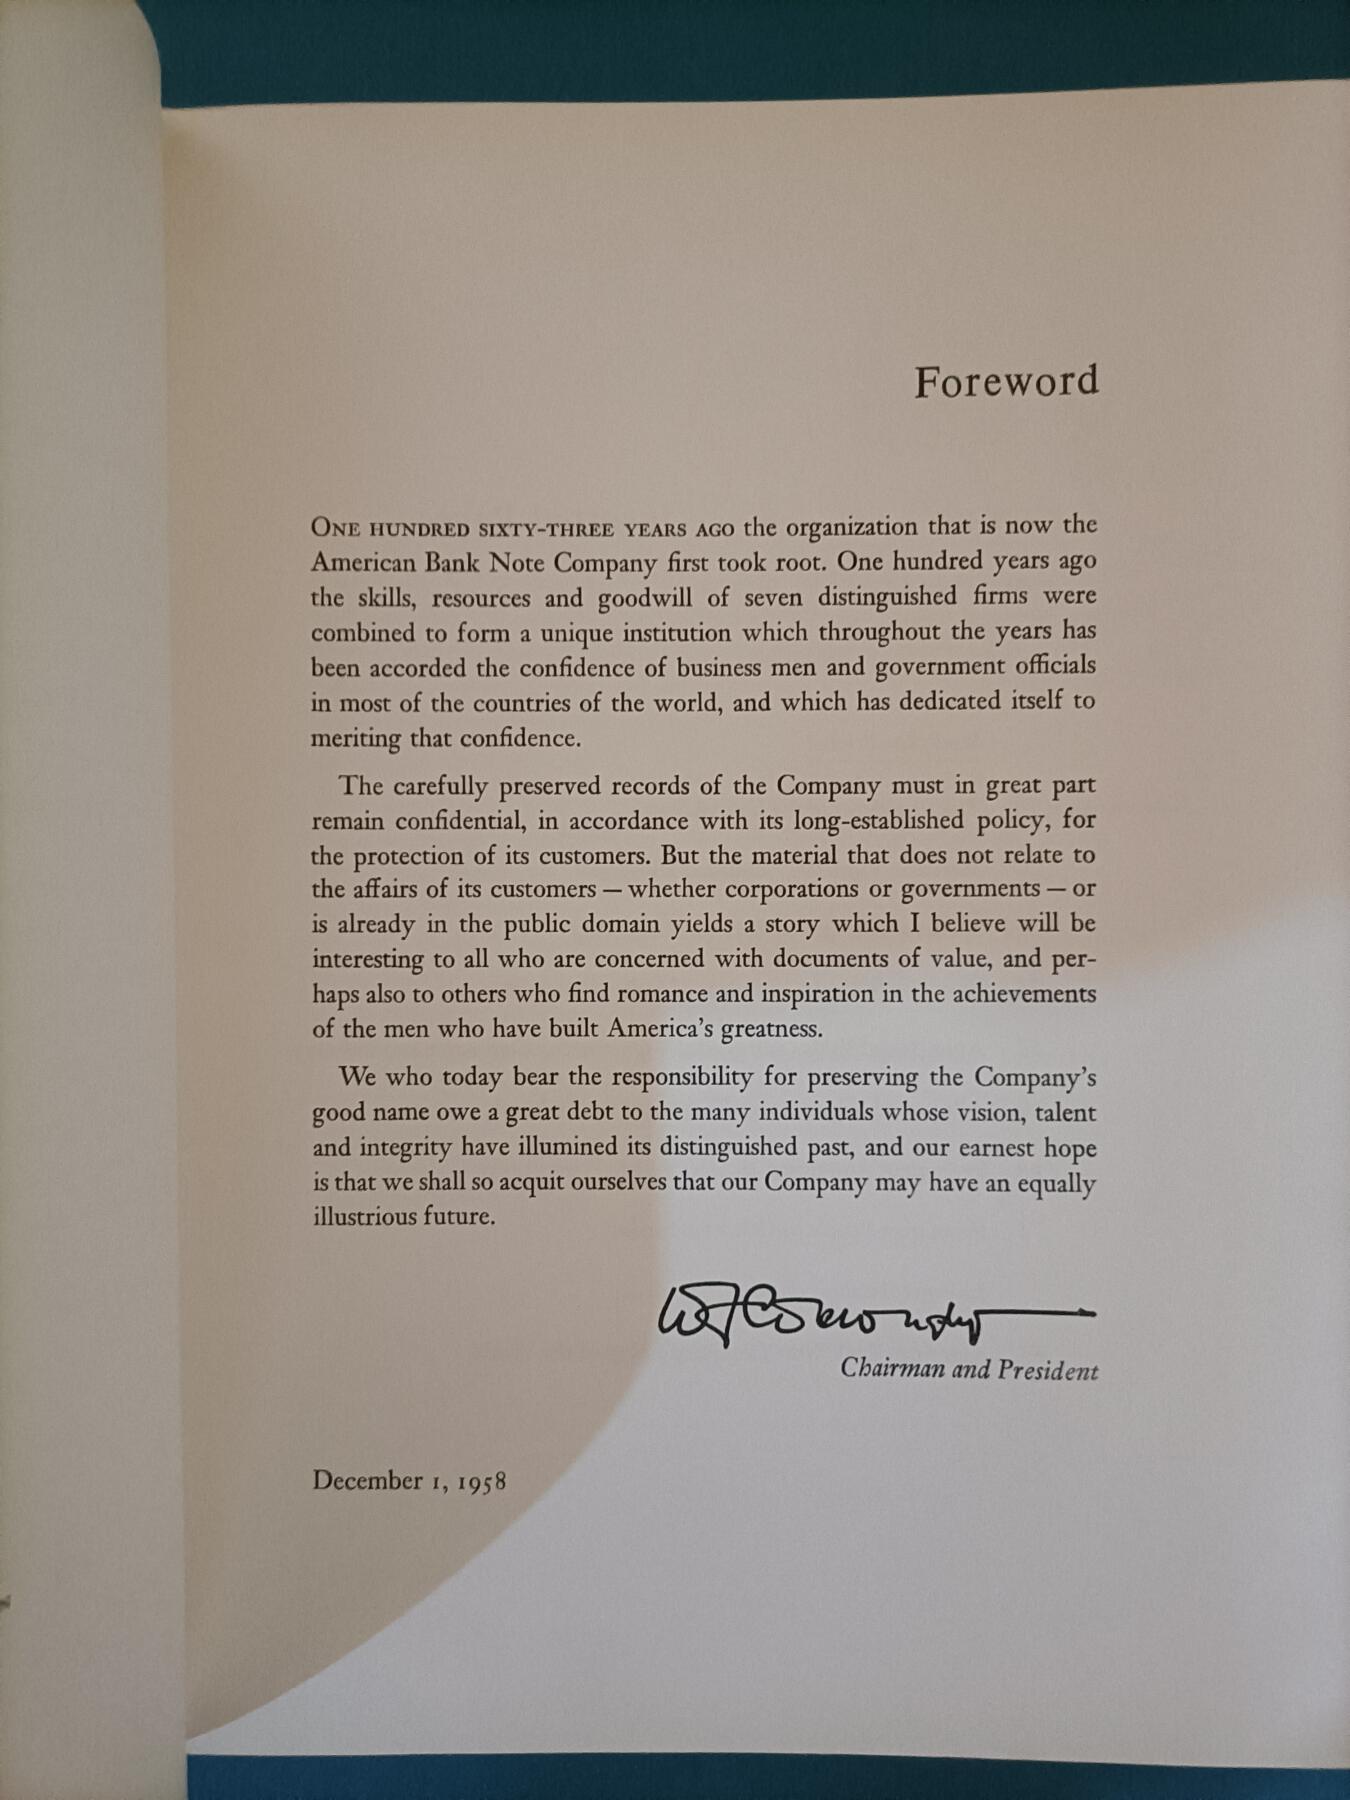 Foreword
ONE HUNDRED SIXTY-THREE YEARS AGO the organization that is now the
American Bank Note Company first took root. One hundred years ago
the skills, resources and goodwill of seven distinguished firms were
combined to form a unique institution which throughout the years has
been accorded the confidence of business men and government officials
in most of the countries of the world, and which has dedicated itself to
meriting that confidence.
The carefully preserved records of the Company must in great part
remain confidential, in accordance with its long-established policy, for
the protection of its customers. But the material that does not relate to
the affairs of its customers — whether corporations or governments — or
is already in the public domain yields a story which I believe will be
interesting to all who are concerned with documents of value, and per-
haps also to others who find romance and inspiration in the achievements
of the men who have built America's greatness.
We who today bear the responsibility for preserving the Company's
good name owe a great debt to the many individuals whose vision, talent
and integrity have illumined its distinguished past, and our earnest hope
is that we shall so acquit ourselves that our Company may have an equally
illustrious future.
Chairman and President
December 1, 1958